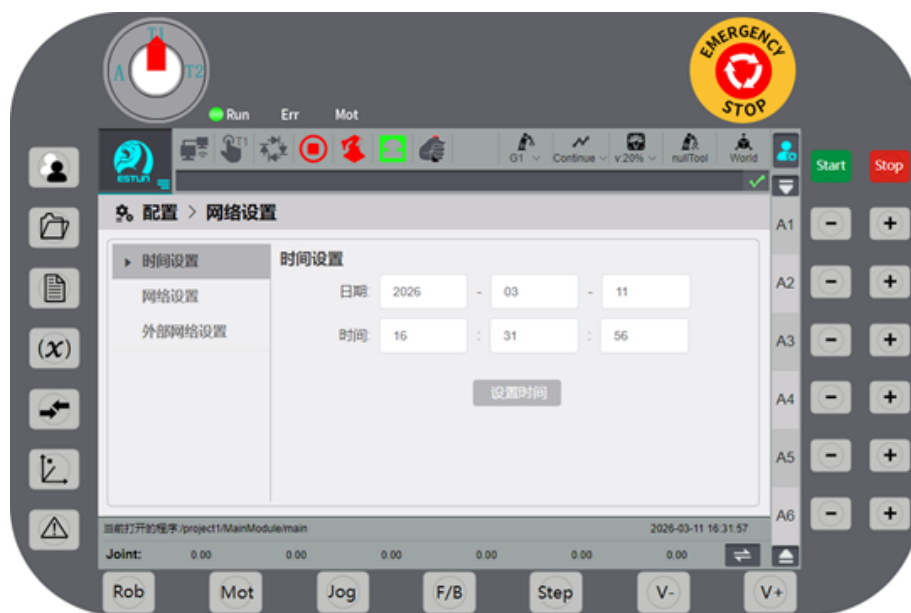 T1
A
T2
EMERGENCY
STOP
Run Err Mot
T1
G1 Continue v:20% nullTool World
ESTUN
Start Stop
配置 > 网络设置
时间设置
网络设置
外部网络设置
时间设置
日期: 2026 - 03 - 11
时间: 16 : 31 : 56
设置时间
A1 - +
A2 - +
A3 - +
A4 - +
A5 - +
A6 - +
(x)
当前打开的程序:/project1/MainModule/main 2026-03-11 16:31:57
Joint: 0.00 0.00 0.00 0.00 0.00 0.00
Rob Mot Jog F/B Step V- V+